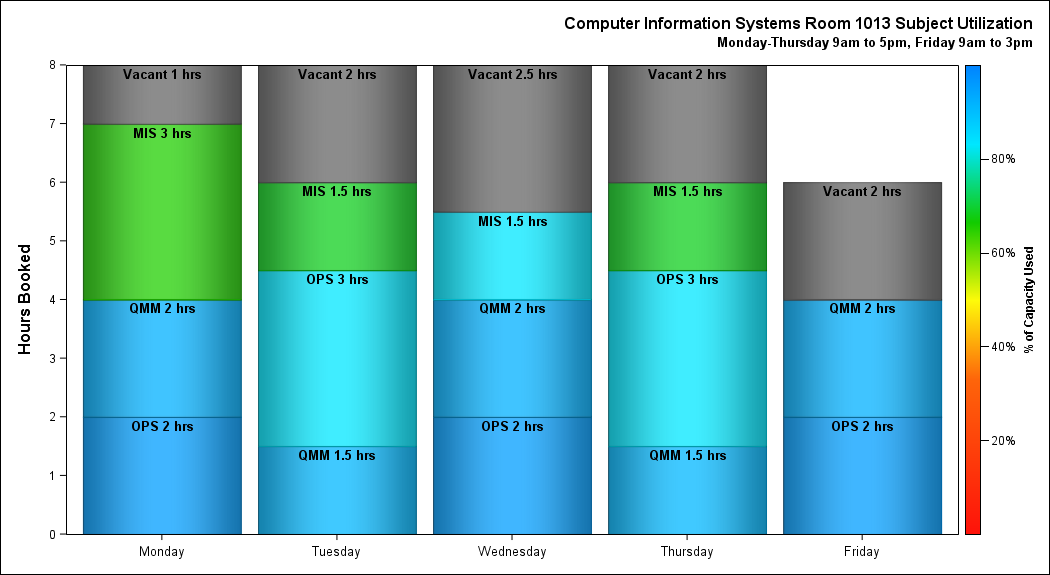 Computer Information Systems Room 1013 Subject Utilization
Monday-Thursday 9am to 5pm, Friday 9am to 3pm
Hours Booked
8
7
6
5
4
3
2
1
0
Vacant 1 hrs
MIS 3 hrs
QMM 2 hrs
OPS 2 hrs
Monday
Vacant 2 hrs
MIS 1.5 hrs
OPS 3 hrs
QMM 1.5 hrs
Tuesday
Vacant 2.5 hrs
MIS 1.5 hrs
QMM 2 hrs
OPS 2 hrs
Wednesday
Vacant 2 hrs
MIS 1.5 hrs
OPS 3 hrs
QMM 1.5 hrs
Thursday
Vacant 2 hrs
QMM 2 hrs
OPS 2 hrs
Friday
80%
60%
40%
20%
% of Capacity Used